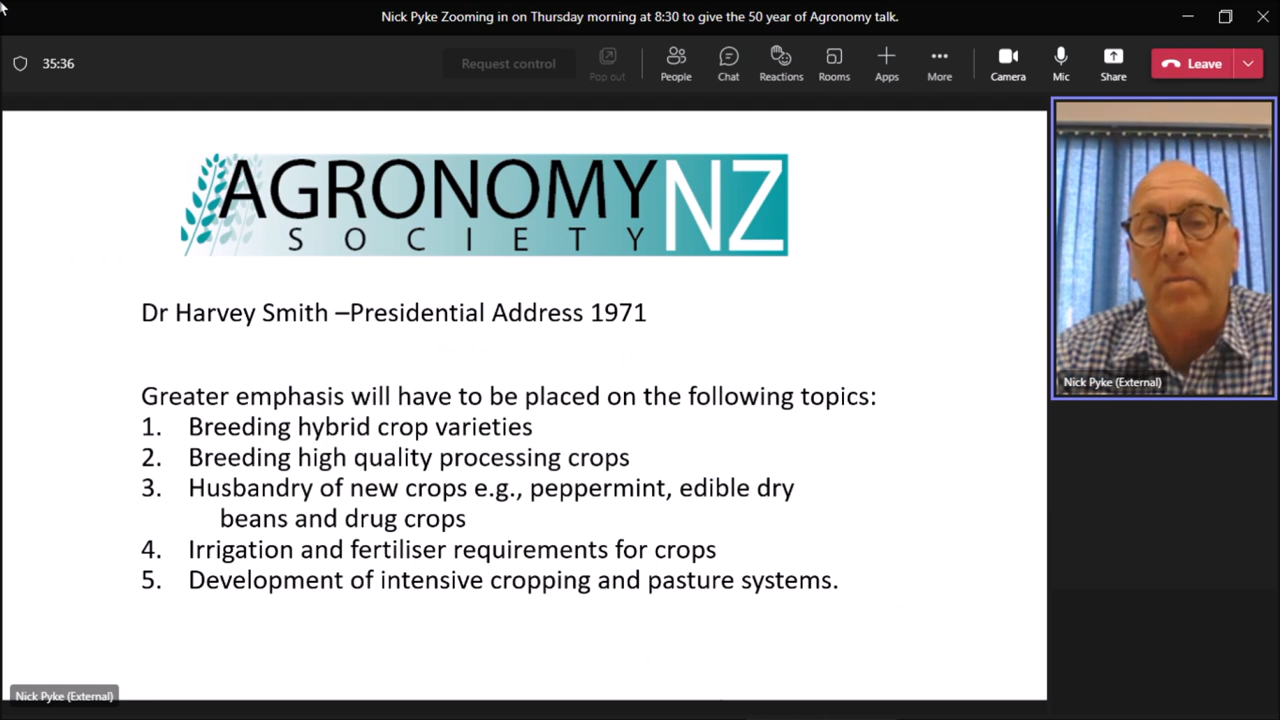 Nick Pyke Zooming in on Thursday morning at 8:30 to give the 50 year of Agronomy talk.
35:36
Request control
Pop out
People
Chat
Reactions
Rooms
Apps
More
Camera
Mic
Share
Leave
AGRONOMY NZ
SOCIETY
Dr Harvey Smith –Presidential Address 1971
Greater emphasis will have to be placed on the following topics:
1. Breeding hybrid crop varieties
2. Breeding high quality processing crops
3. Husbandry of new crops e.g., peppermint, edible dry
beans and drug crops
4. Irrigation and fertiliser requirements for crops
5. Development of intensive cropping and pasture systems.
Nick Pyke (External)
Nick Pyke (External)